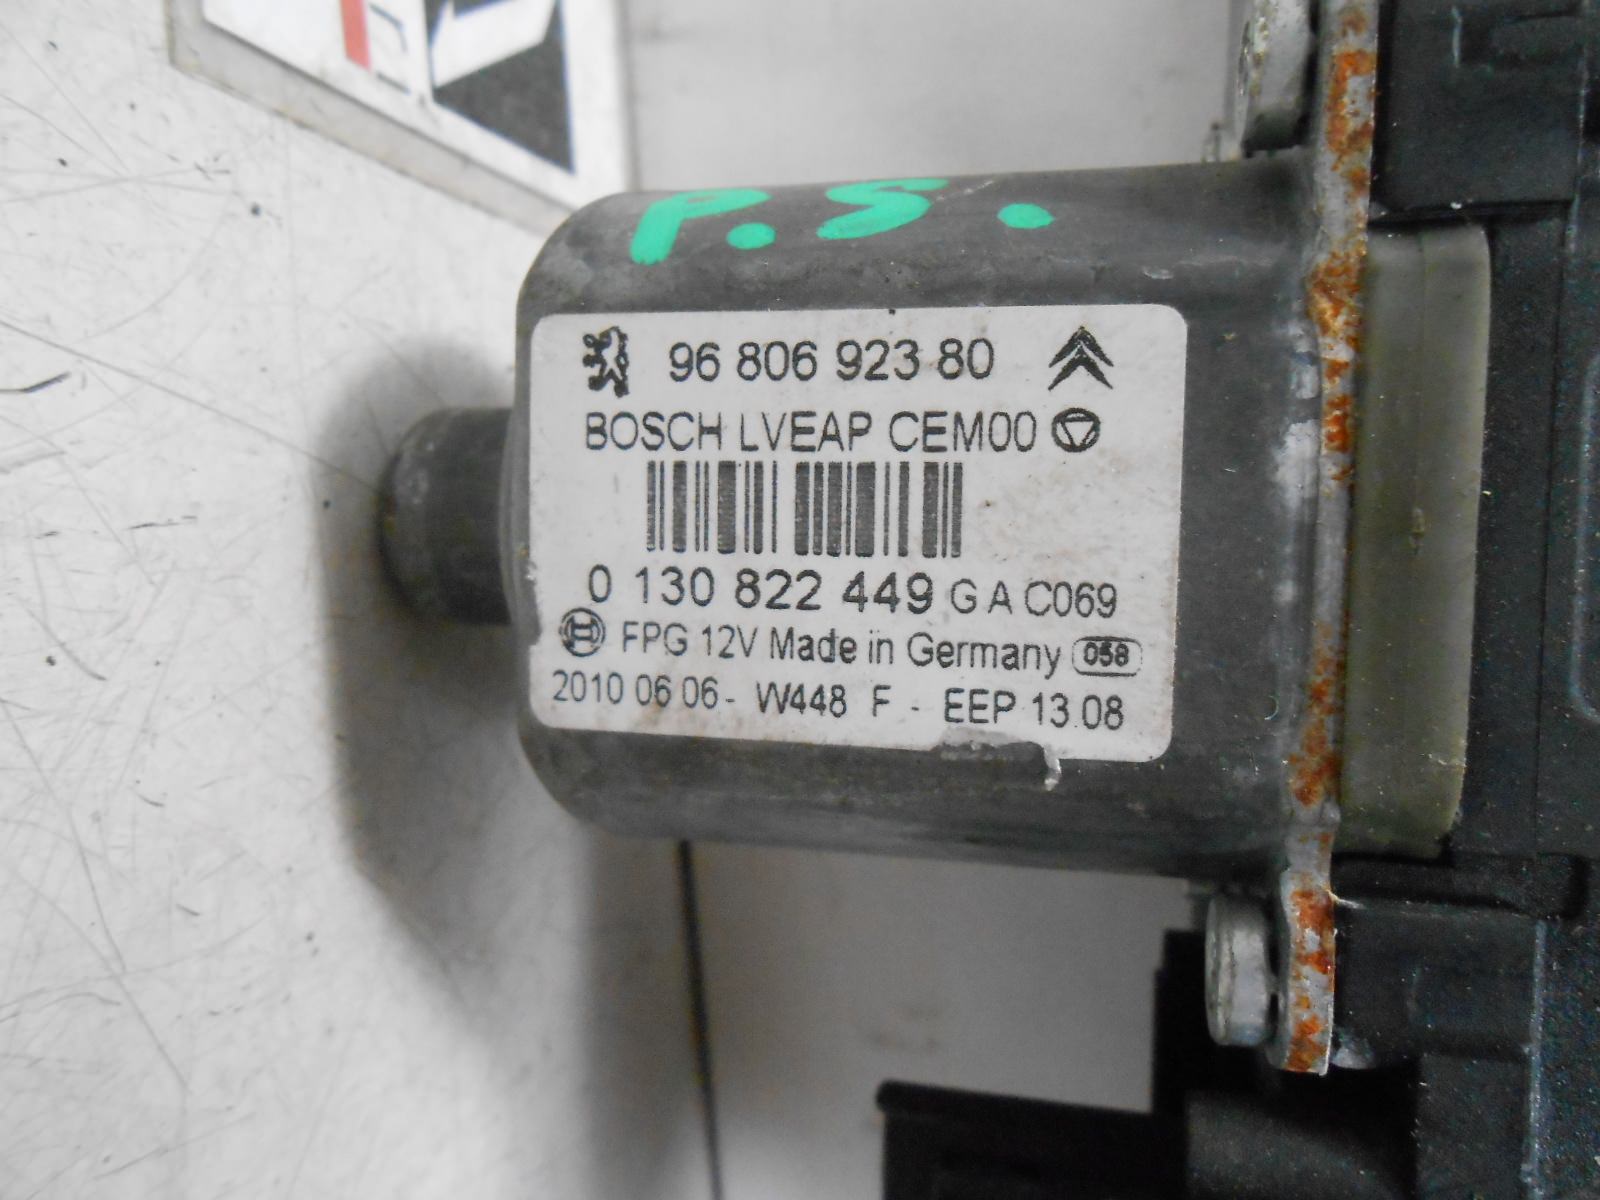 P.S.
96 806 923 80
BOSCH LVEAP CEM00
0 130 822 449 G A C069
FPG 12V Made in Germany 058
2010 06 06 - W448 F - EEP 13.08